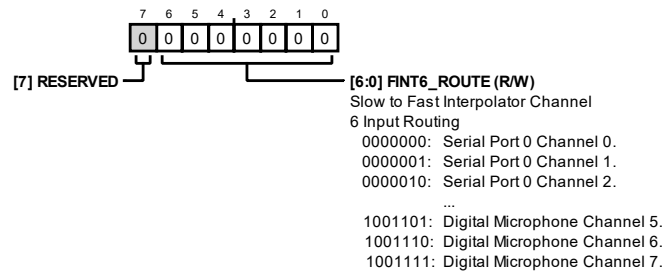 7 6 5 4 3 2 1 0
0 0 0 0 0 0 0 0
[7] RESERVED
[6:0] FINT6_ROUTE (R/W)
Slow to Fast Interpolator Channel
6 Input Routing
0000000: Serial Port 0 Channel 0.
0000001: Serial Port 0 Channel 1.
0000010: Serial Port 0 Channel 2.
...
1001101: Digital Microphone Channel 5.
1001110: Digital Microphone Channel 6.
1001111: Digital Microphone Channel 7.